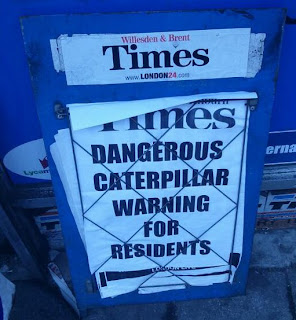 Willesden & Brent
Times
www.LONDON24.com
Times
DANGEROUS
CATERPILLAR
WARNING
FOR
RESIDENTS